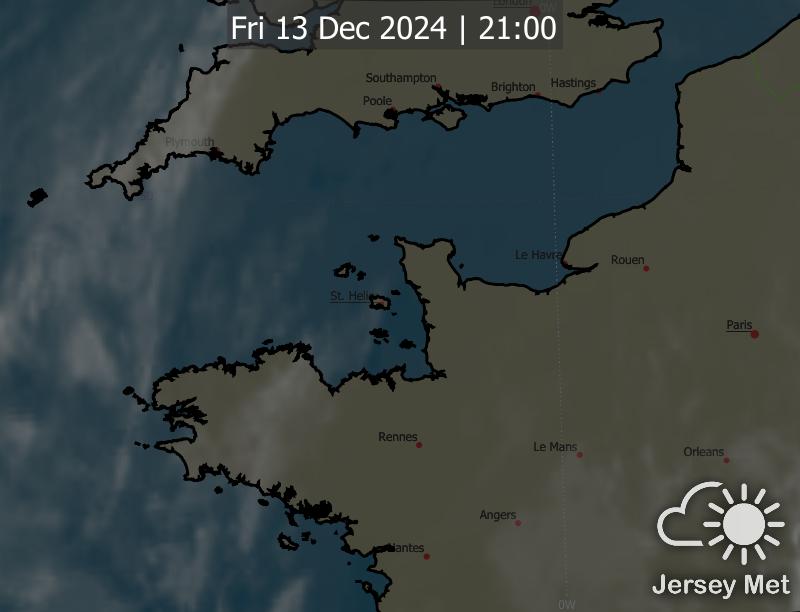 London
0W
Fri 13 Dec 2024 | 21:00
Southampton
Brighton
Hastings
Poole
Plymouth
Le Havre
Rouen
St. Helier
Paris
Rennes
Le Mans
Orleans
Angers
Nantes
Jersey Met
0W